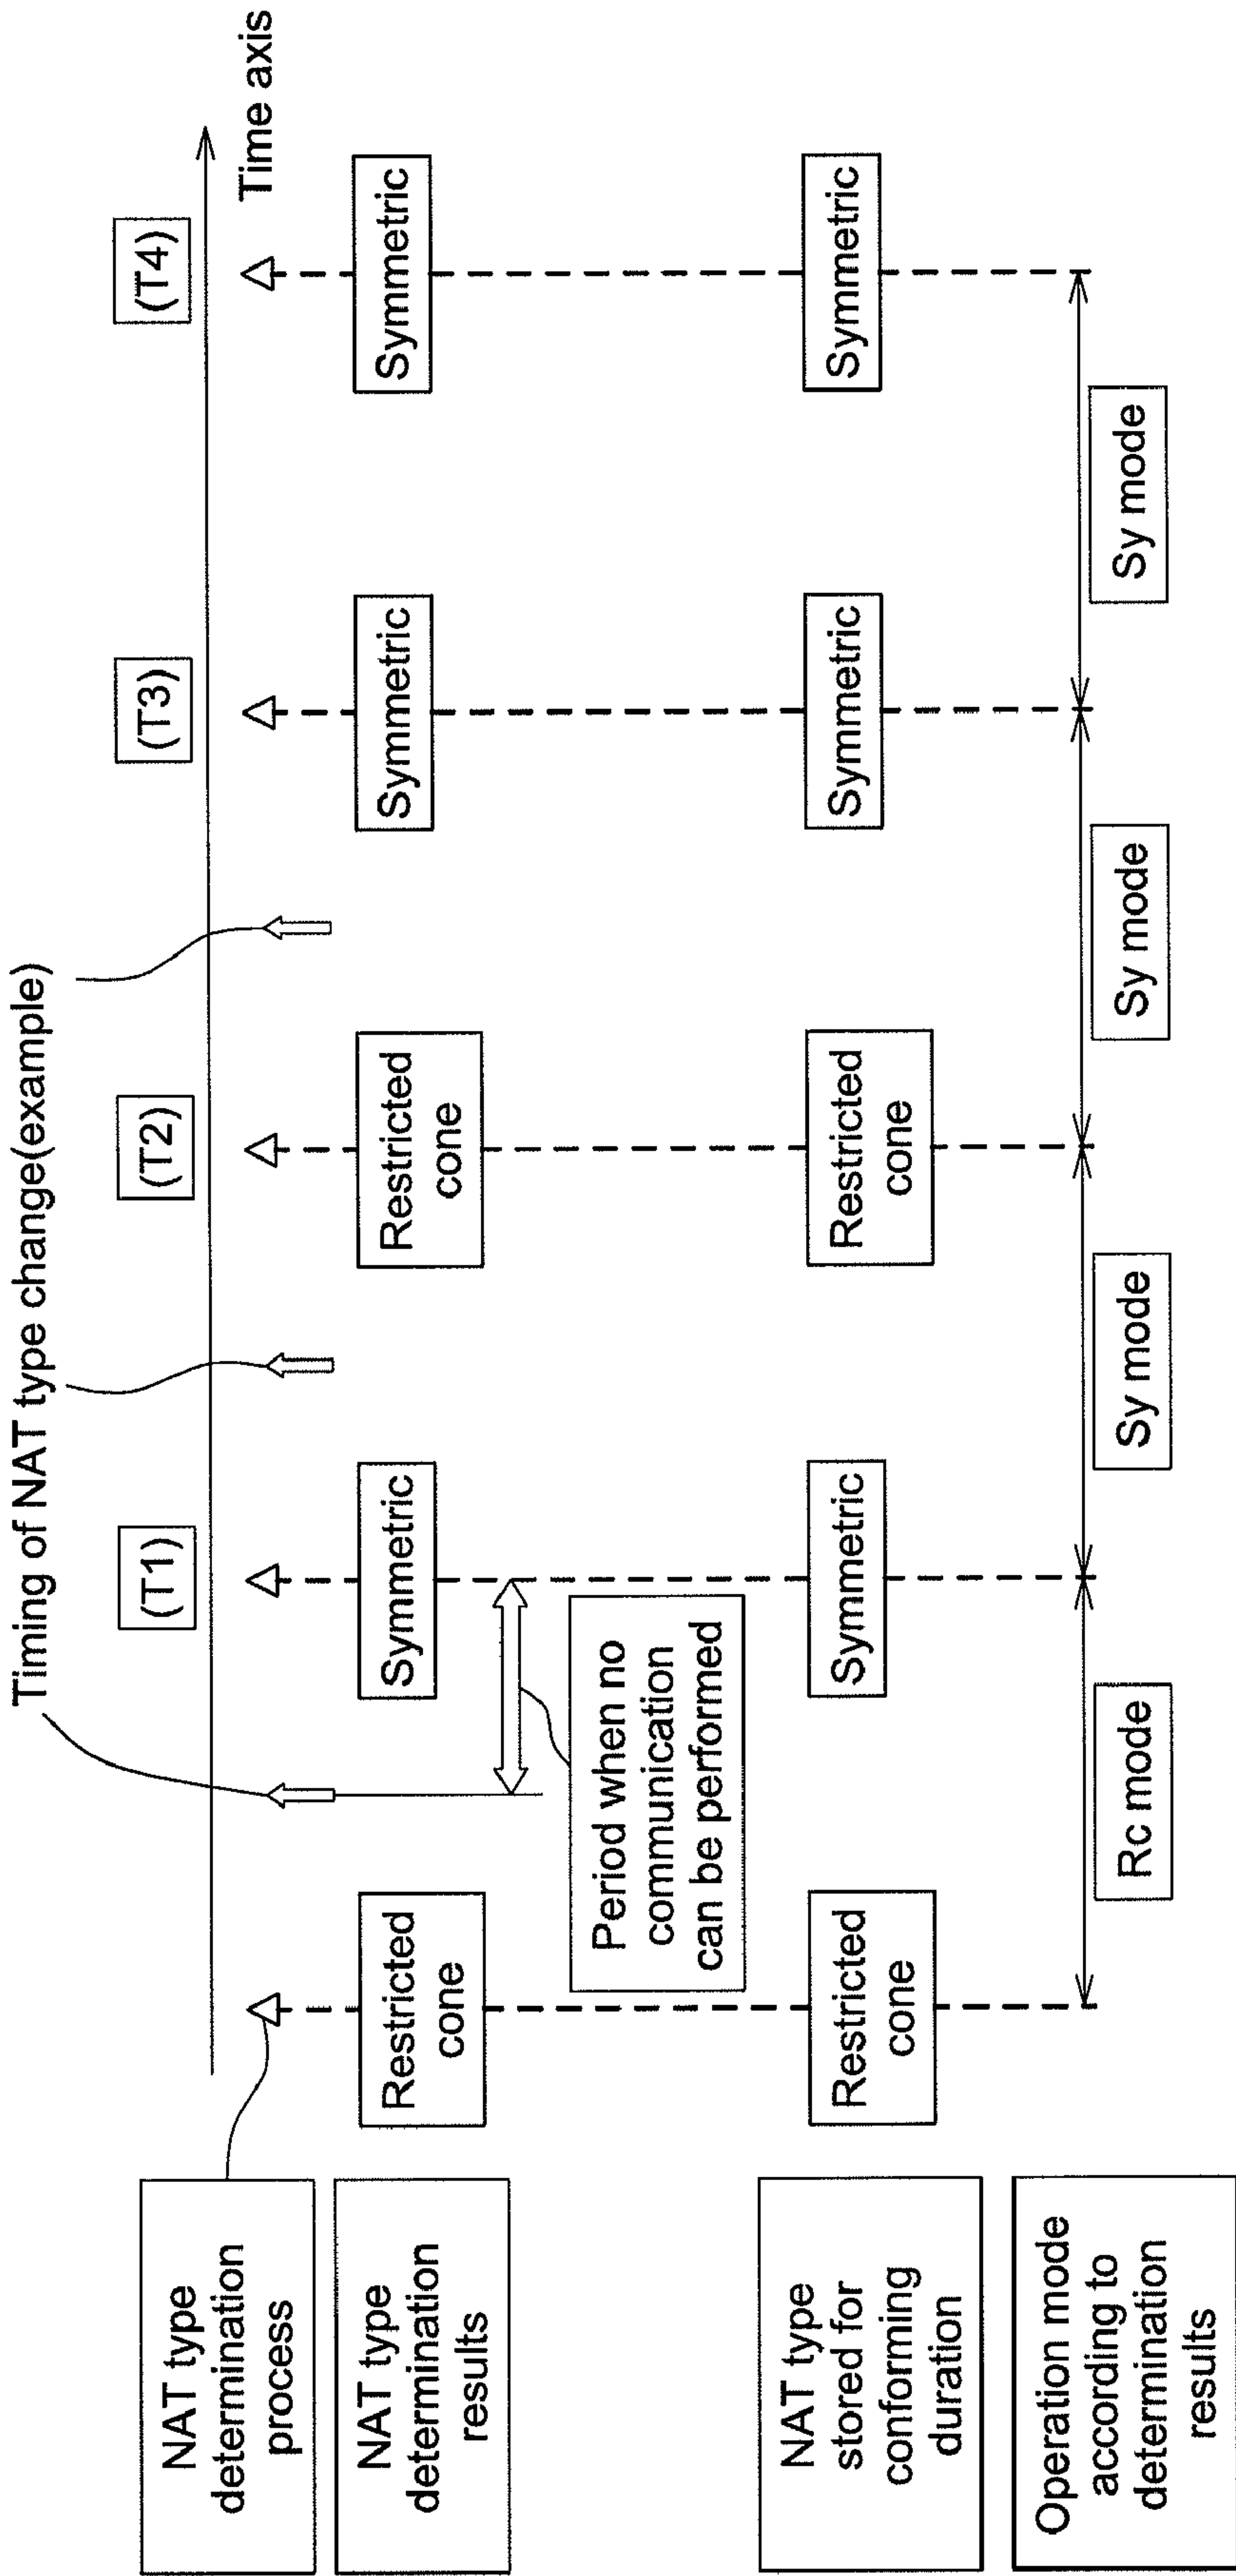 Timing of NAT type change(example)
(T1)
(T2)
(T3)
(T4)
Time axis
NAT type
determination
process
NAT type
determination
results
Restricted
cone
Symmetric
Restricted
cone
Symmetric
Symmetric
Period when no
communication
can be performed
NAT type
stored for
conforming
duration
Restricted
cone
Symmetric
Restricted
cone
Symmetric
Symmetric
Operation mode
according to
determination
results
Rc mode
Sy mode
Sy mode
Sy mode